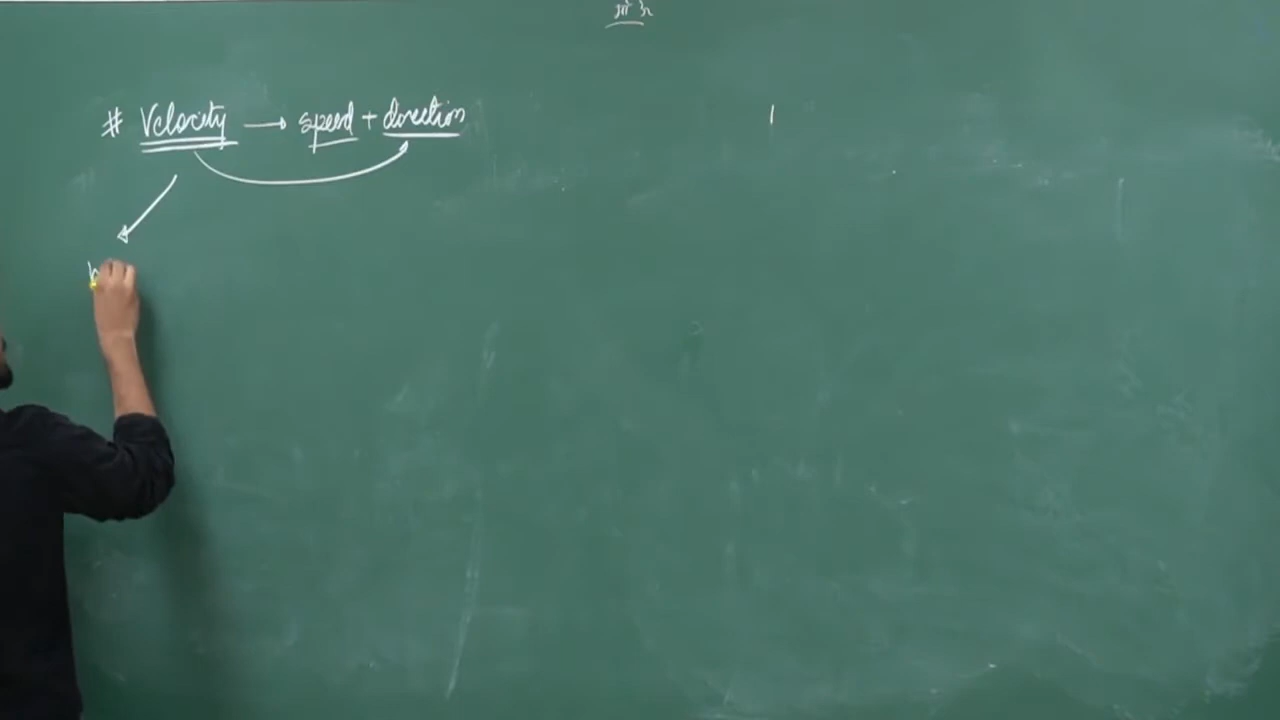 # Velocity → speed + direction